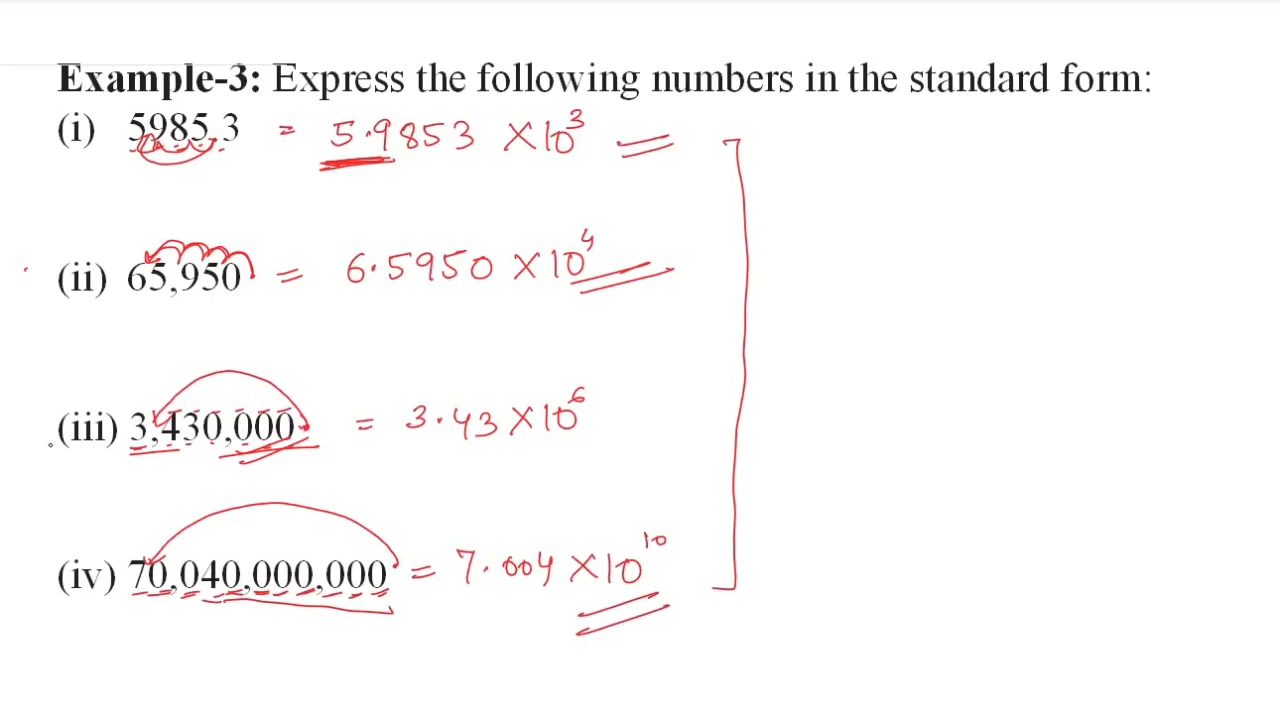 Example-3: Express the following numbers in the standard form:
(i) 5985.3 = 5.9853 × 10³
(ii) 65,950 = 6.5950 × 10⁴
(iii) 3,430,000 = 3.43 × 10⁶
(iv) 70,040,000,000 = 7.004 × 10¹⁰